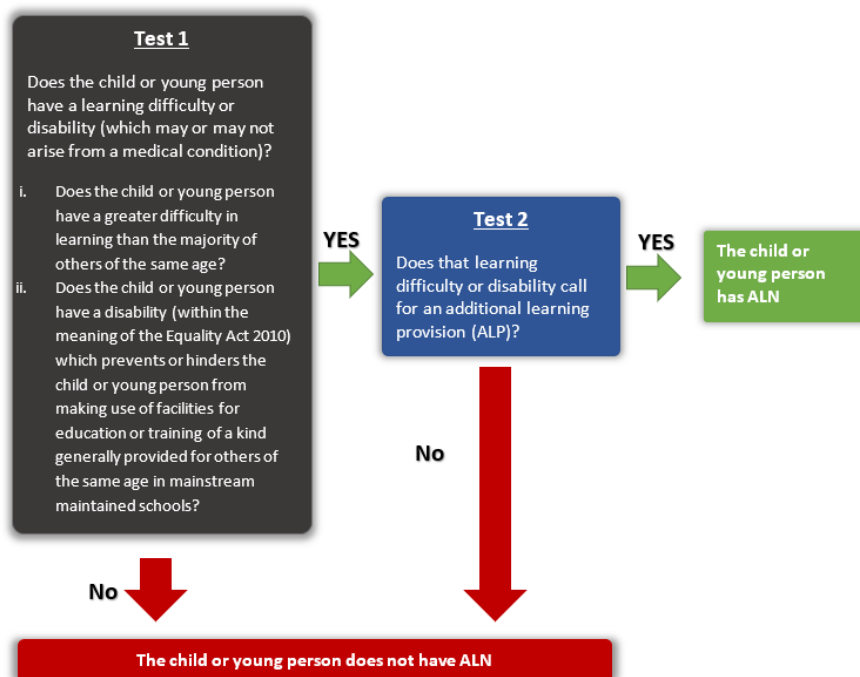 Test 1
Does the child or young person
have a learning difficulty or
disability (which may or may not
arise from a medical condition)?
i. Does the child or young person
have a greater difficulty in
learning than the majority of
others of the same age?
ii. Does the child or young person
have a disability (within the
meaning of the Equality Act 2010)
which prevents or hinders the
child or young person from
making use of facilities for
education or training of a kind
generally provided for others of
the same age in mainstream
maintained schools?
YES
Test 2
Does that learning
difficulty or disability call
for an additional learning
provision (ALP)?
YES
The child or
young person
has ALN
No
No
The child or young person does not have ALN